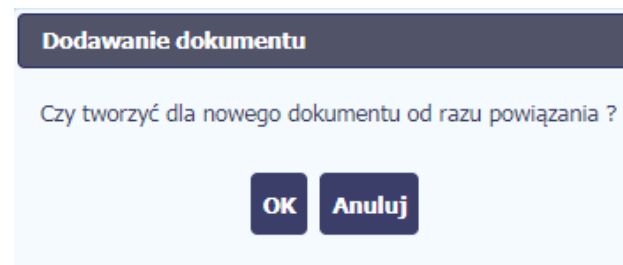 Dodawanie dokumentu
Czy tworzyć dla nowego dokumentu od razu powiązania ?
OK Anuluj